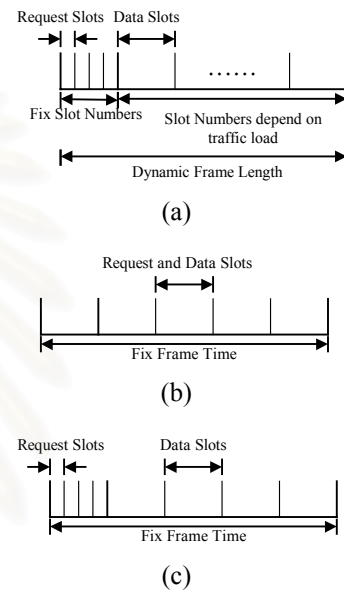 Request Slots Data Slots
......
Fix Slot Numbers
Slot Numbers depend on
traffic load
Dynamic Frame Length
(a)
Request and Data Slots
Fix Frame Time
(b)
Request Slots Data Slots
Fix Frame Time
(c)